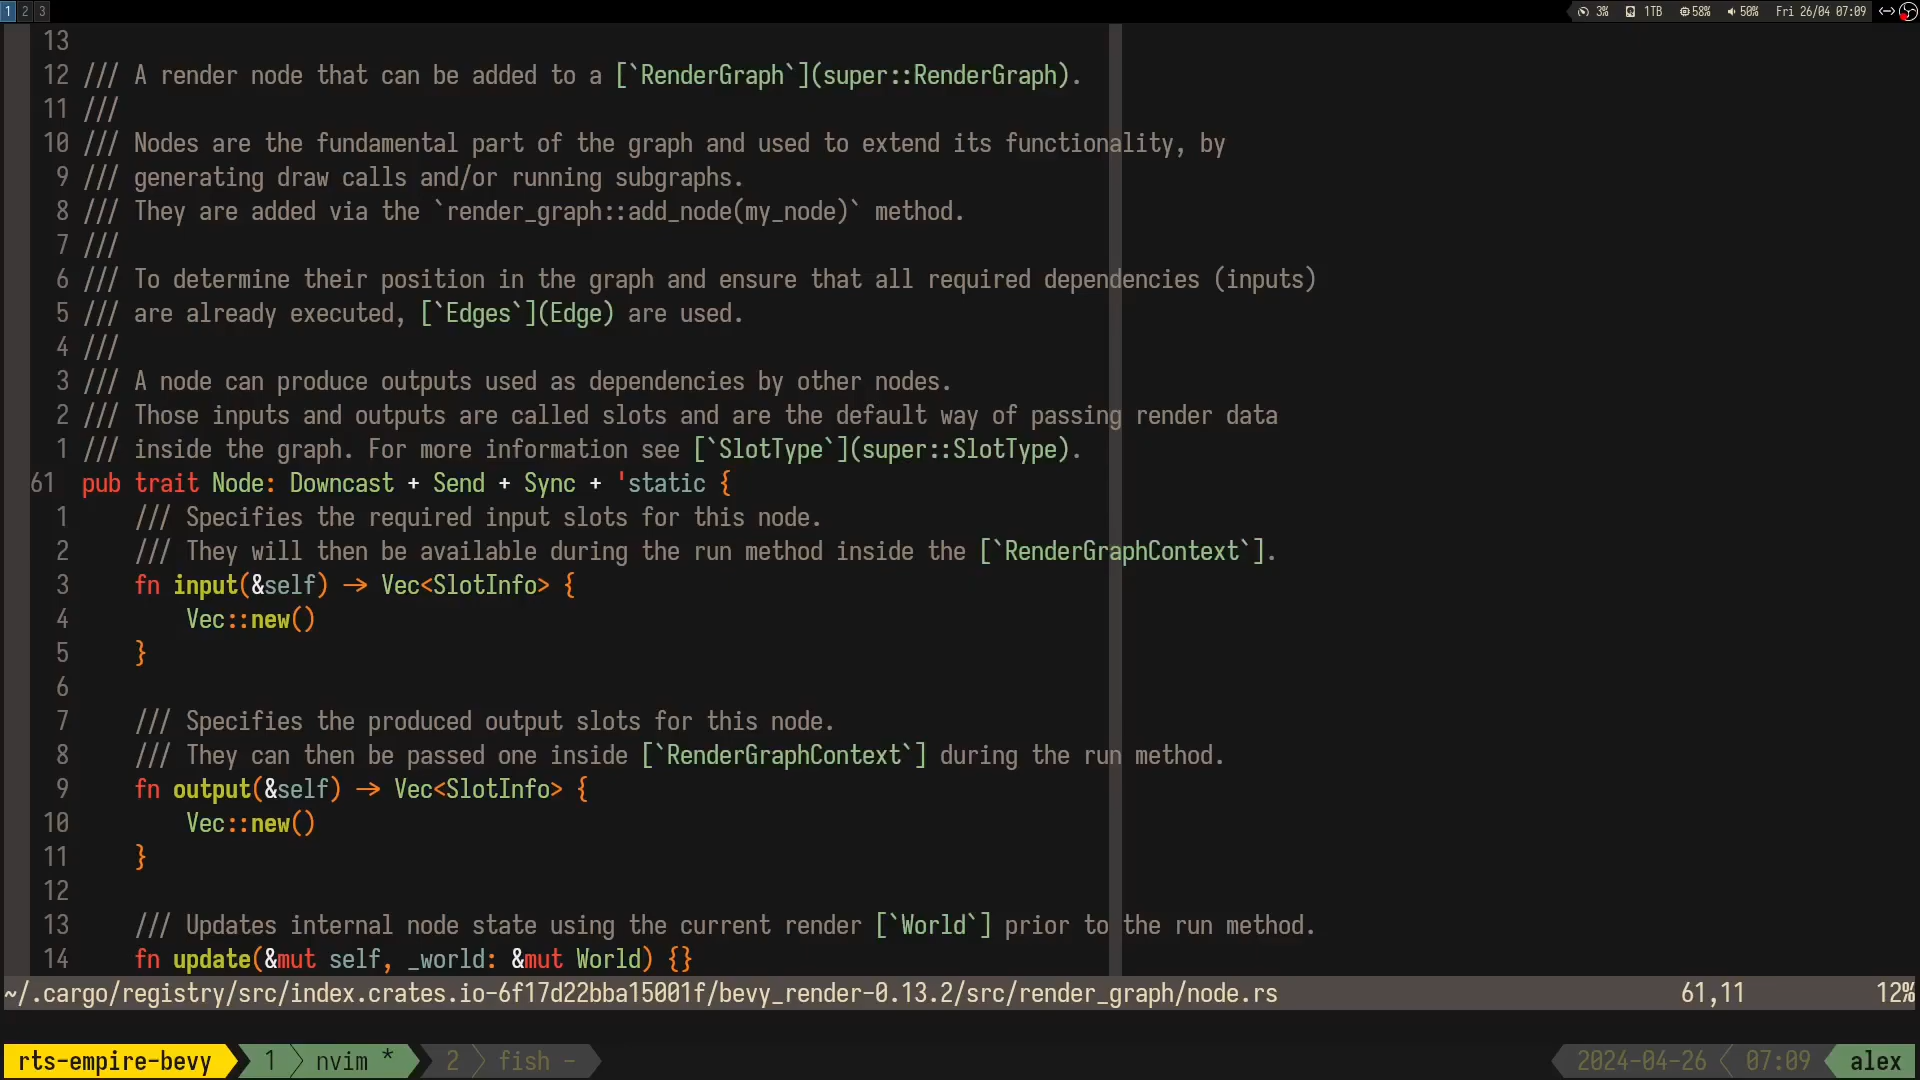 1 2 3 3% 1TB 58% 50% Fri 26/04 07:09
13
12 /// A render node that can be added to a [`RenderGraph`](super::RenderGraph).
11 ///
10 /// Nodes are the fundamental part of the graph and used to extend its functionality, by
9 /// generating draw calls and/or running subgraphs.
8 /// They are added via the `render_graph::add_node(my_node)` method.
7 ///
6 /// To determine their position in the graph and ensure that all required dependencies (inputs)
5 /// are already executed, [`Edges`](Edge) are used.
4 ///
3 /// A node can produce outputs used as dependencies by other nodes.
2 /// Those inputs and outputs are called slots and are the default way of passing render data
1 /// inside the graph. For more information see [`SlotType`](super::SlotType).
61 pub trait Node: Downcast + Send + Sync + 'static {
1 /// Specifies the required input slots for this node.
2 /// They will then be available during the run method inside the [`RenderGraphContext`].
3 fn input(&self) -> Vec<SlotInfo> {
4 Vec::new()
5 }
6
7 /// Specifies the produced output slots for this node.
8 /// They can then be passed one inside [`RenderGraphContext`] during the run method.
9 fn output(&self) -> Vec<SlotInfo> {
10 Vec::new()
11 }
12
13 /// Updates internal node state using the current render [`World`] prior to the run method.
14 fn update(&mut self, _world: &mut World) {}
~/.cargo/registry/src/index.crates.io-6f17d22bba15001f/bevy_render-0.13.2/src/render_graph/node.rs 61,11 12%
rts-empire-bevy 1 nvim * 2 fish - 2024-04-26 07:09 alex